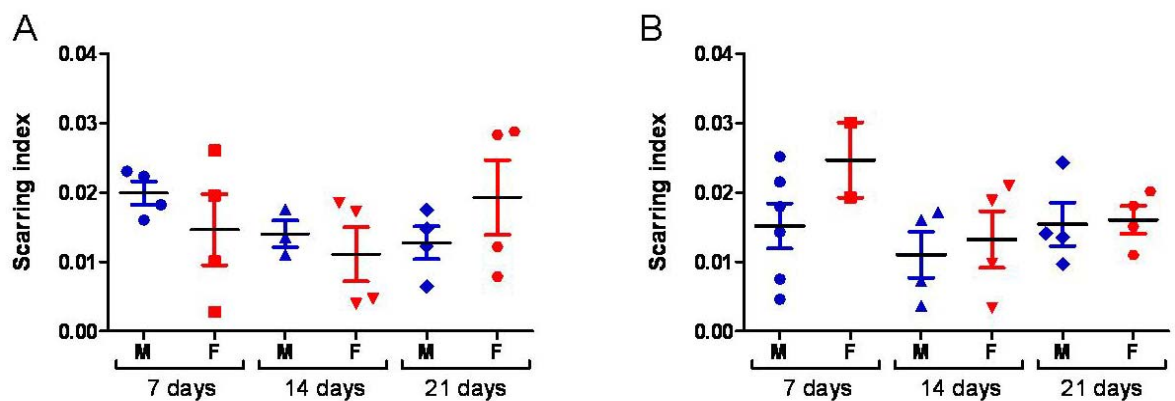 A
Scarring index
0.04
0.03
0.02
0.01
0.00
M F M F M F
7 days 14 days 21 days
B
Scarring index
0.04
0.03
0.02
0.01
0.00
M F M F M F
7 days 14 days 21 days